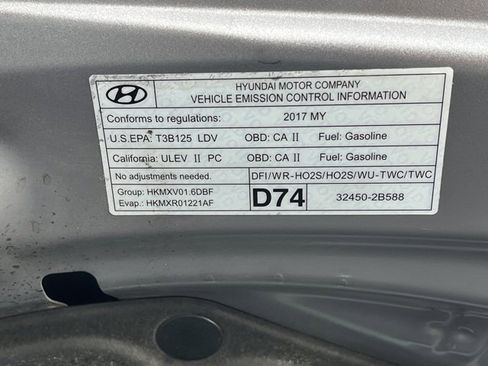 HYUNDAI MOTOR COMPANY
VEHICLE EMISSION CONTROL INFORMATION
Conforms to regulations: 2017 MY
U.S.EPA: T3B125 LDV OBD: CA II Fuel: Gasoline
California: ULEV II PC OBD: CA II Fuel: Gasoline
No adjustments needed. DFI/WR-HO2S/HO2S/WU-TWC/TWC
Group: HKMXV01.6DBF
Evap.: HKMXR01221AF
D74 32450-2B588